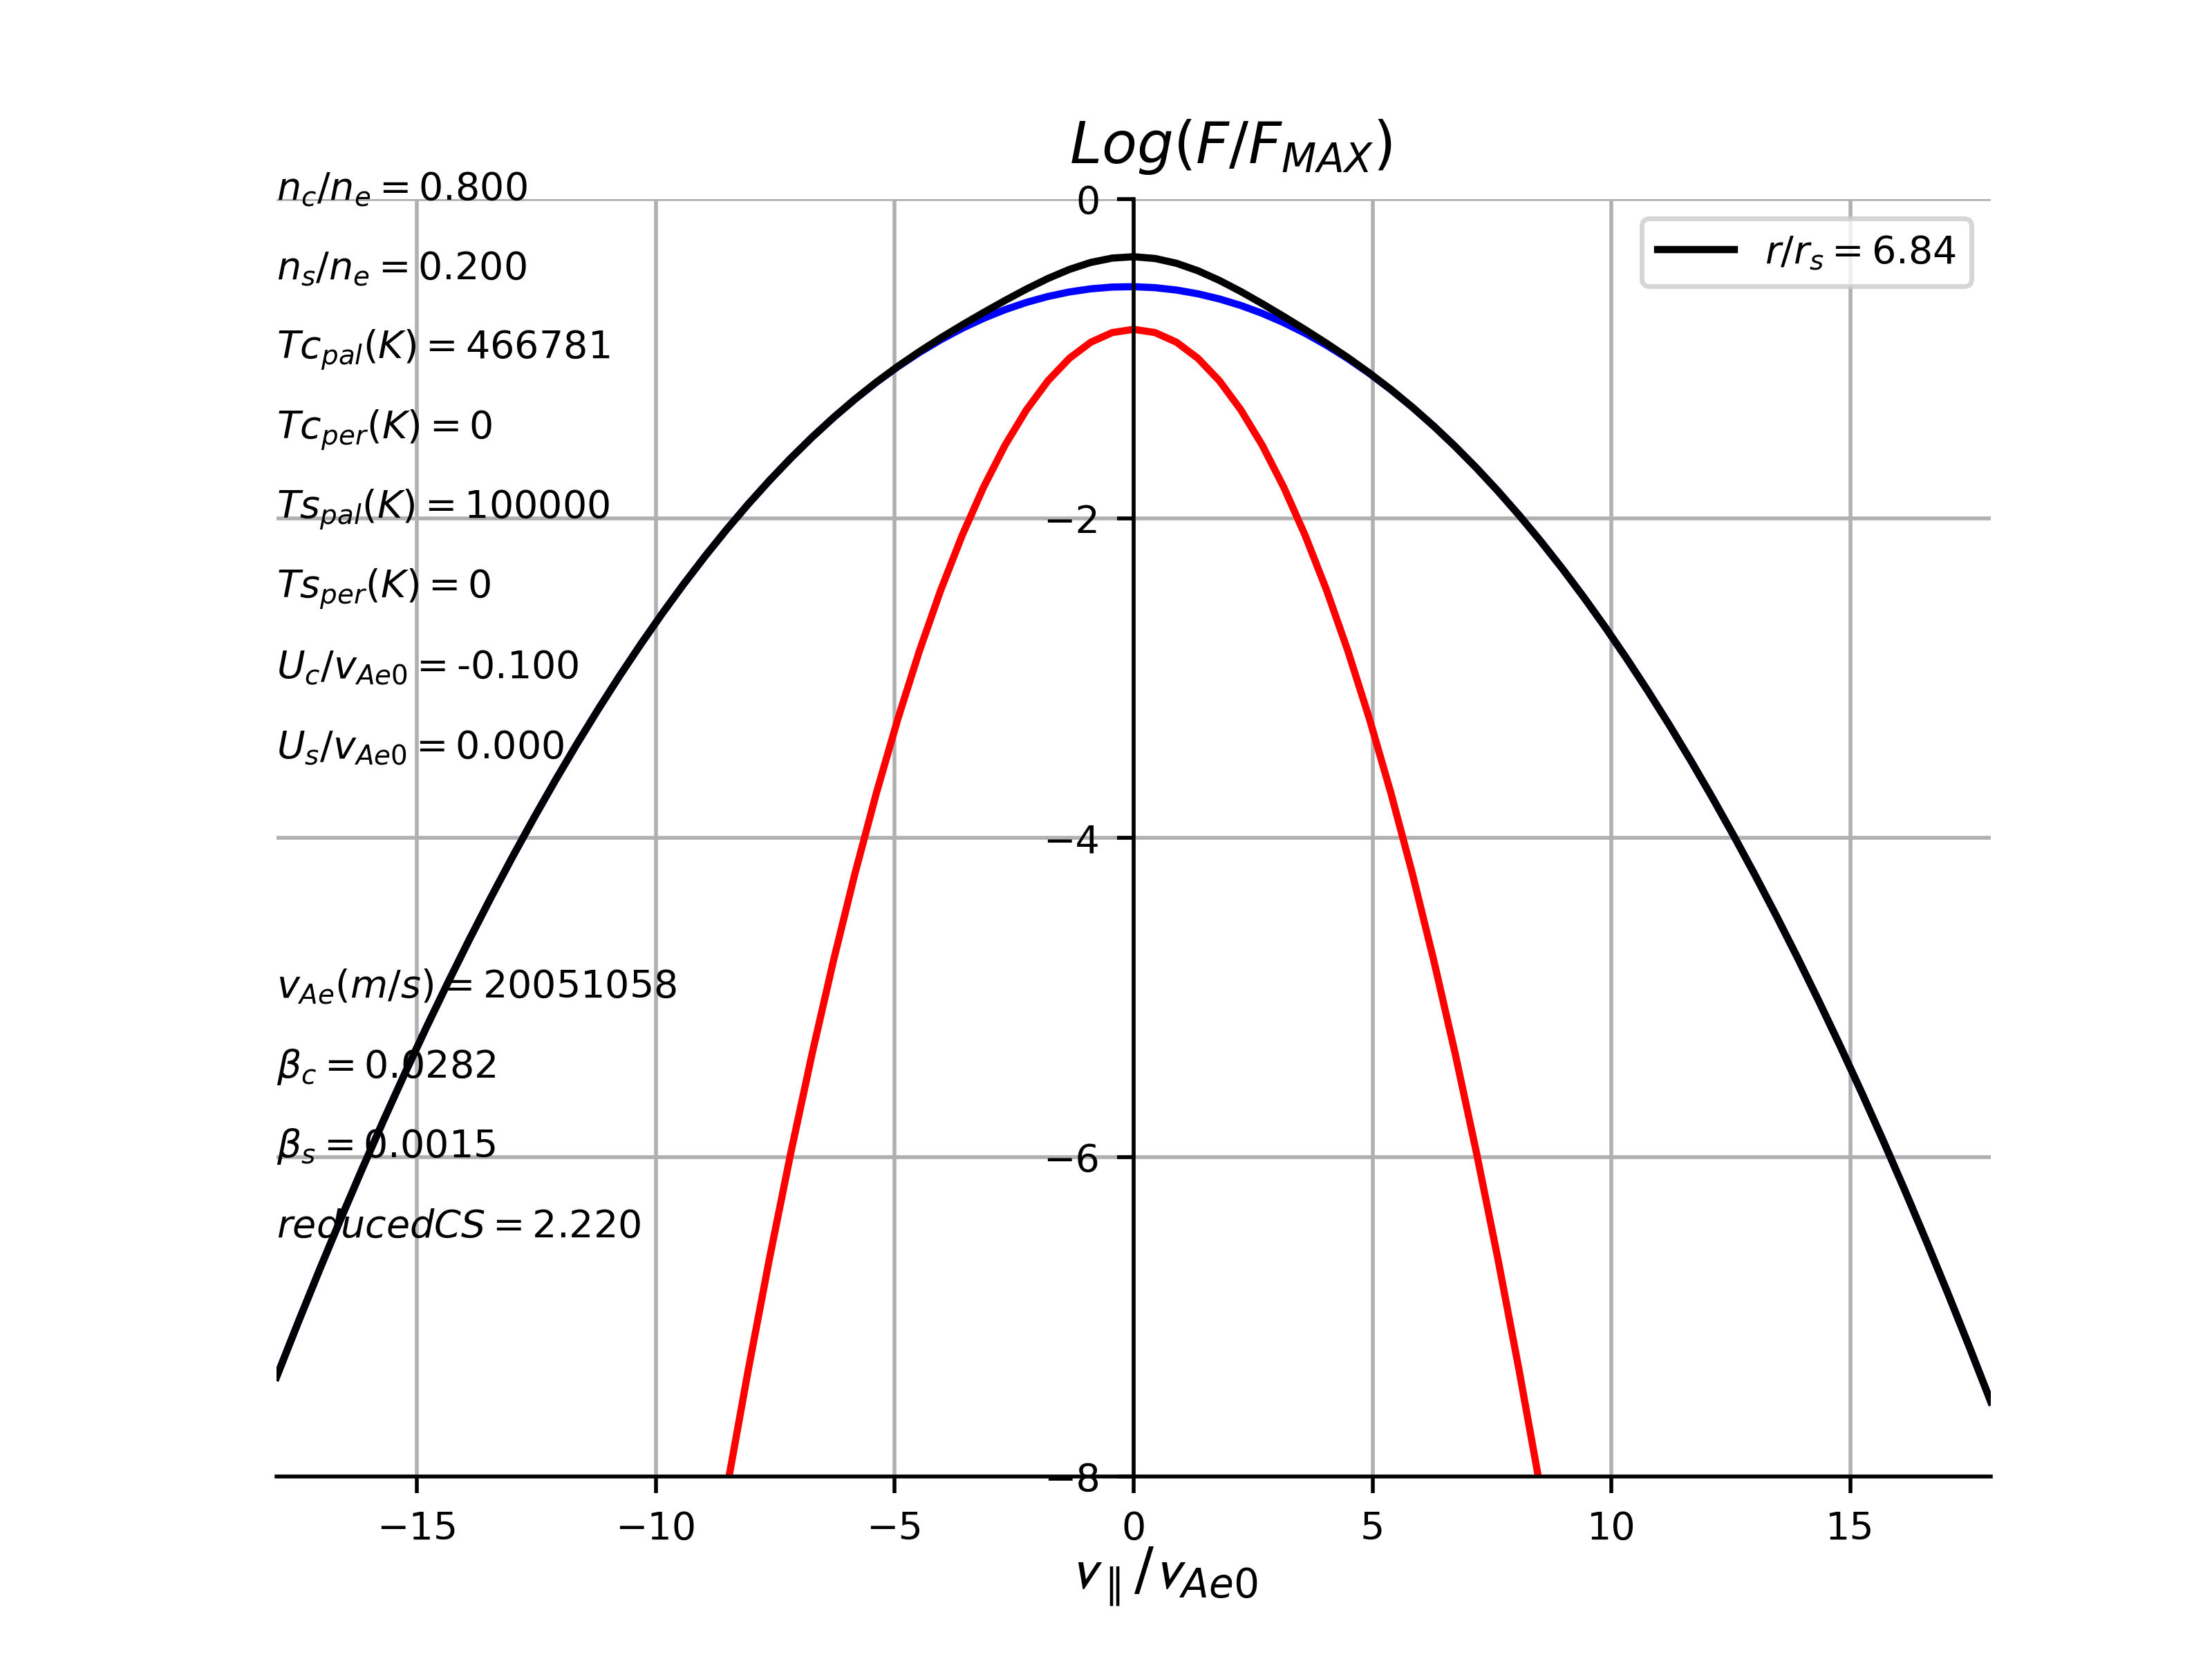 Log(F/F_MAX)
n_c/n_e = 0.800
n_s/n_e = 0.200
Tc_pal(K) = 466781
Tc_per(K) = 0
Ts_pal(K) = 100000
Ts_per(K) = 0
U_c/v_Ae0 = -0.100
U_s/v_Ae0 = 0.000
v_Ae(m/s) = 20051058
β_c = 0.0282
β_s = 0.0015
reducedCS = 2.220
r/r_s = 6.84
0
−2
−4
−6
−8
−15 −10 −5 0 5 10 15
v_∥/v_Ae0